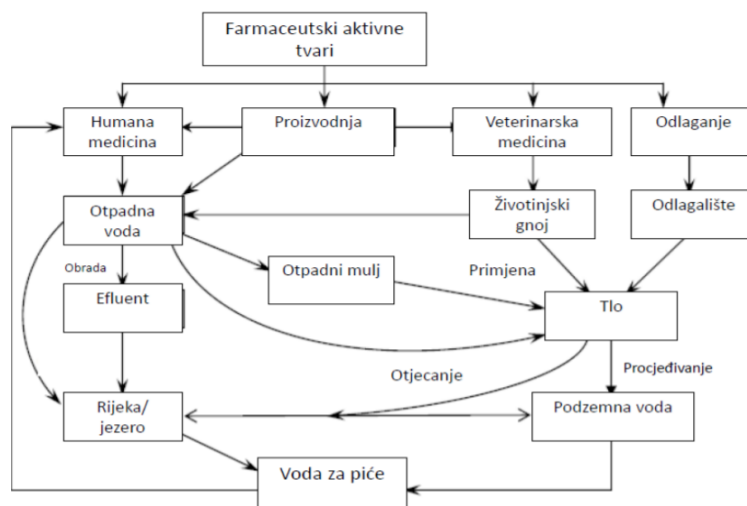 Farmaceutski aktivne
tvari
Humana
medicina
Proizvodnja
Veterinarska
medicina
Odlaganje
Otpadna
voda
Životinjski
gnoj
Odlagalište
Obrada
Otpadni mulj
Primjena
Efluent
Tlo
Otjecanje
Procjeđivanje
Rijeka/
jezero
Podzemna voda
Voda za piće